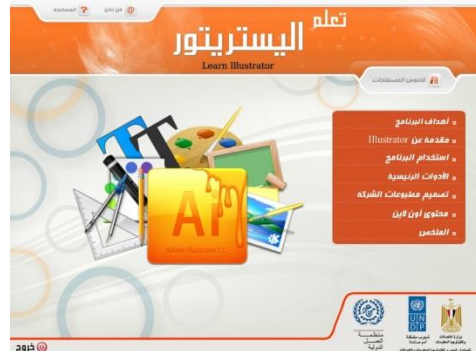 من نحن
المساعدة
تعلم
اليستريتور
Learn Illustrator
قاموس المصطلحات
أهداف البرنامج
مقدمة عن Illustrator
استخدام البرنامج
الأدوات الرئيسية
تصميم مطبوعات الشركة
محتوى أون لاين
الملخص
Ai
Adobe Illustrator CC
منظمة
العمل
الدولية
U N
D P
خروج